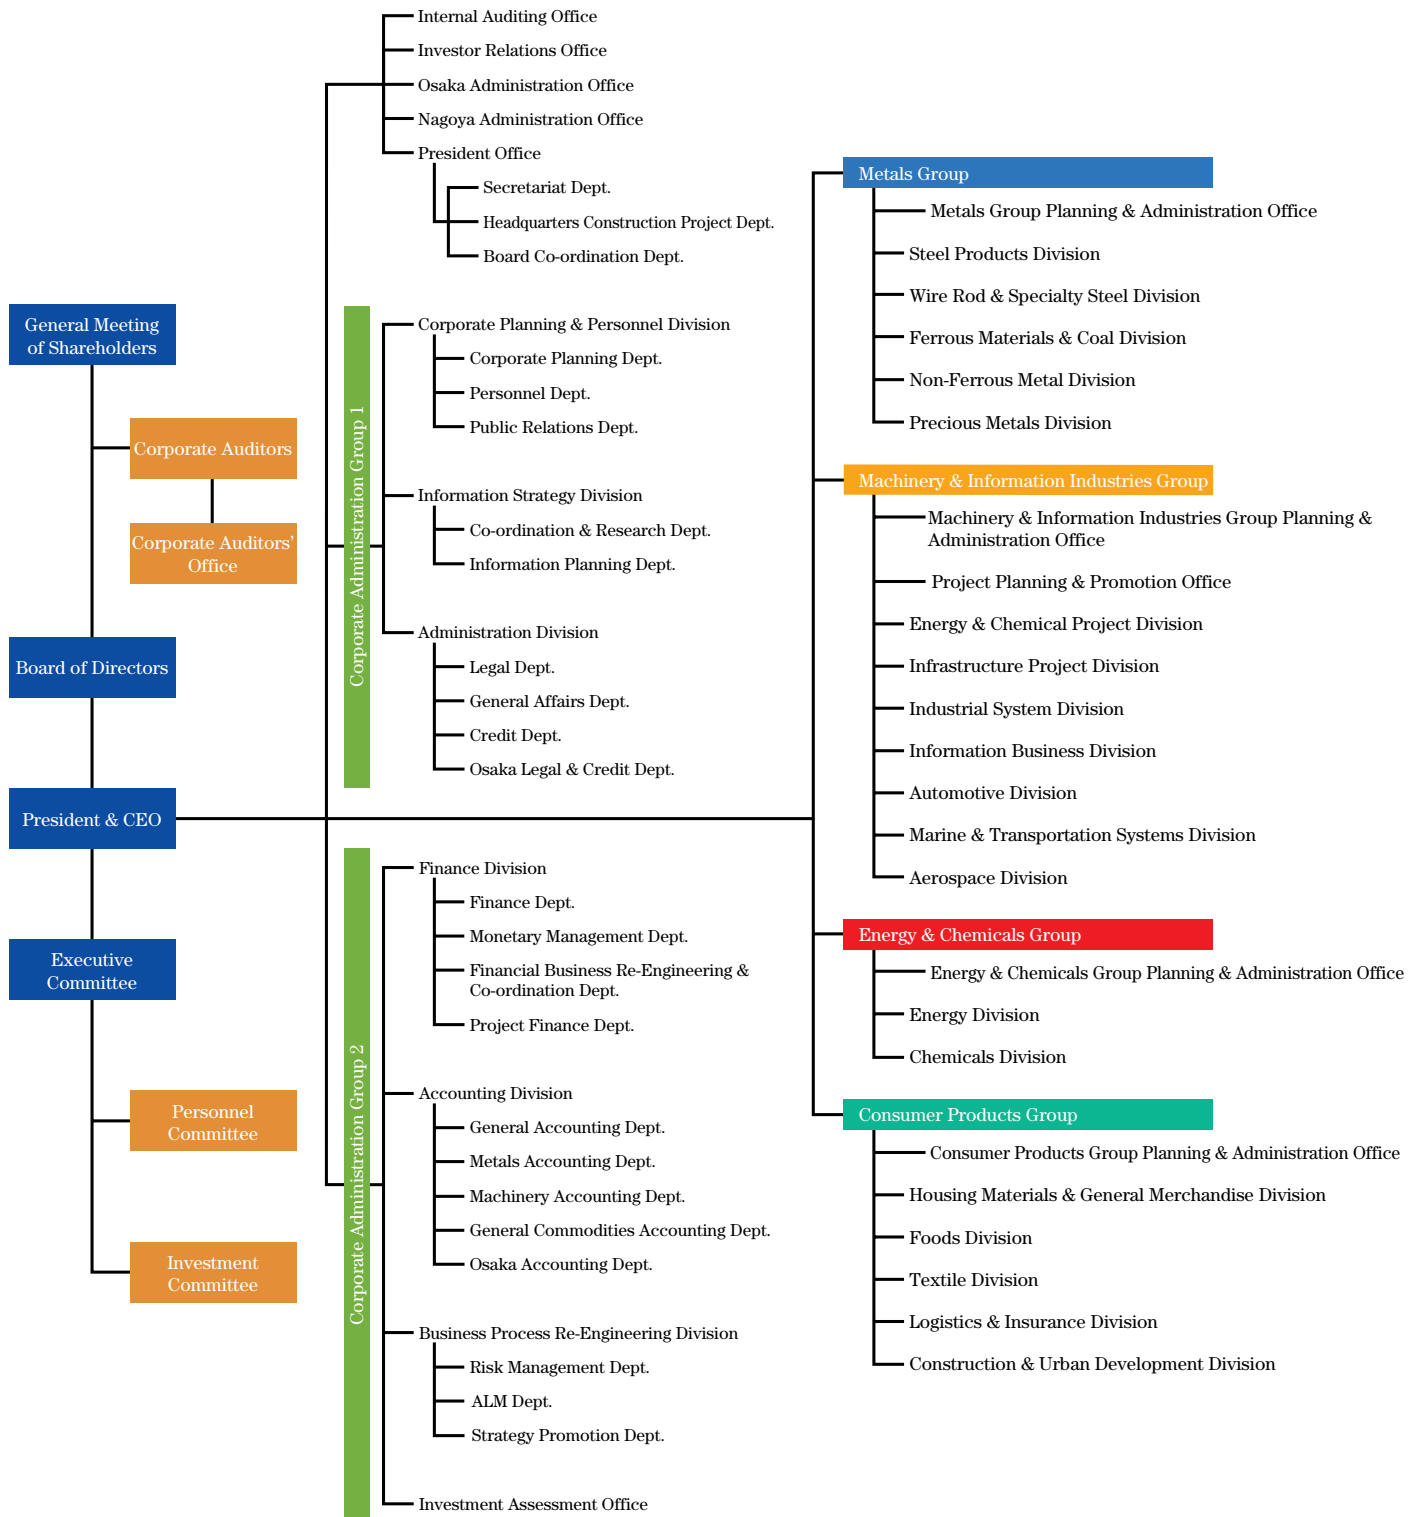 General Meeting
of Shareholders
Corporate Auditors
Corporate Auditors'
Office
Board of Directors
President & CEO
Executive
Committee
Personnel
Committee
Investment
Committee
Internal Auditing Office
Investor Relations Office
Osaka Administration Office
Nagoya Administration Office
President Office
Secretariat Dept.
Headquarters Construction Project Dept.
Board Co-ordination Dept.
Corporate Administration Group 1
Corporate Planning & Personnel Division
Corporate Planning Dept.
Personnel Dept.
Public Relations Dept.
Information Strategy Division
Co-ordination & Research Dept.
Information Planning Dept.
Administration Division
Legal Dept.
General Affairs Dept.
Credit Dept.
Osaka Legal & Credit Dept.
Corporate Administration Group 2
Finance Division
Finance Dept.
Monetary Management Dept.
Financial Business Re-Engineering &
Co-ordination Dept.
Project Finance Dept.
Accounting Division
General Accounting Dept.
Metals Accounting Dept.
Machinery Accounting Dept.
General Commodities Accounting Dept.
Osaka Accounting Dept.
Business Process Re-Engineering Division
Risk Management Dept.
ALM Dept.
Strategy Promotion Dept.
Investment Assessment Office
Metals Group
Metals Group Planning & Administration Office
Steel Products Division
Wire Rod & Specialty Steel Division
Ferrous Materials & Coal Division
Non-Ferrous Metal Division
Precious Metals Division
Machinery & Information Industries Group
Machinery & Information Industries Group Planning &
Administration Office
Project Planning & Promotion Office
Energy & Chemical Project Division
Infrastructure Project Division
Industrial System Division
Information Business Division
Automotive Division
Marine & Transportation Systems Division
Aerospace Division
Energy & Chemicals Group
Energy & Chemicals Group Planning & Administration Office
Energy Division
Chemicals Division
Consumer Products Group
Consumer Products Group Planning & Administration Office
Housing Materials & General Merchandise Division
Foods Division
Textile Division
Logistics & Insurance Division
Construction & Urban Development Division